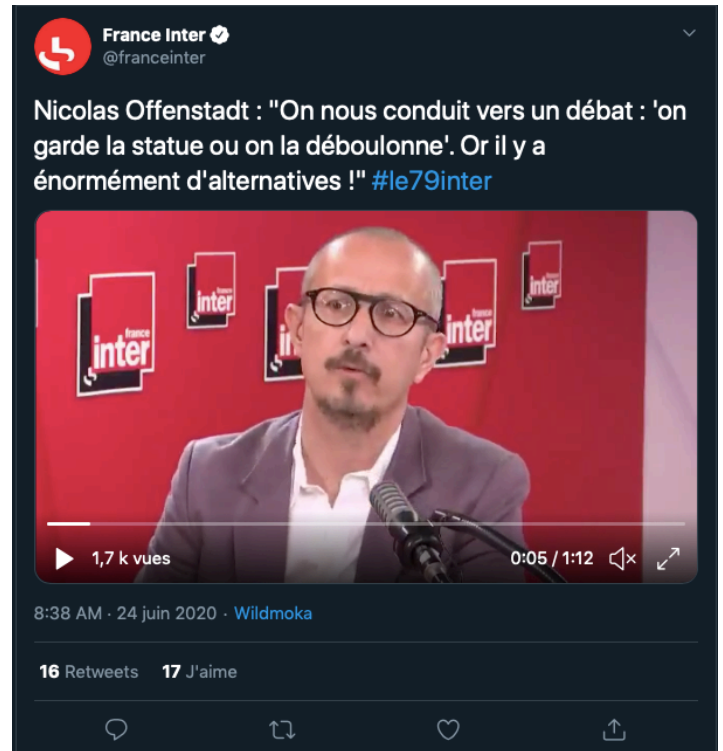 France Inter
@franceinter
Nicolas Offenstadt : "On nous conduit vers un débat : 'on
garde la statue ou on la déboulonne'. Or il y a
énormément d'alternatives !" #le79inter
france
inter
inter
in
inter
inter
1,7 k vues
0:05 / 1:12
8:38 AM · 24 juin 2020 · Wildmoka
16 Retweets 17 J'aime